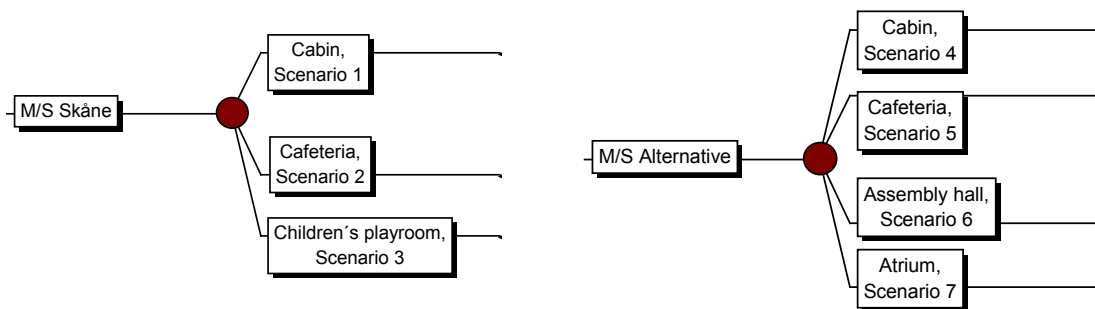 M/S Skåne
Cabin,
Scenario 1
Cafeteria,
Scenario 2
Children´s playroom,
Scenario 3
M/S Alternative
Cabin,
Scenario 4
Cafeteria,
Scenario 5
Assembly hall,
Scenario 6
Atrium,
Scenario 7